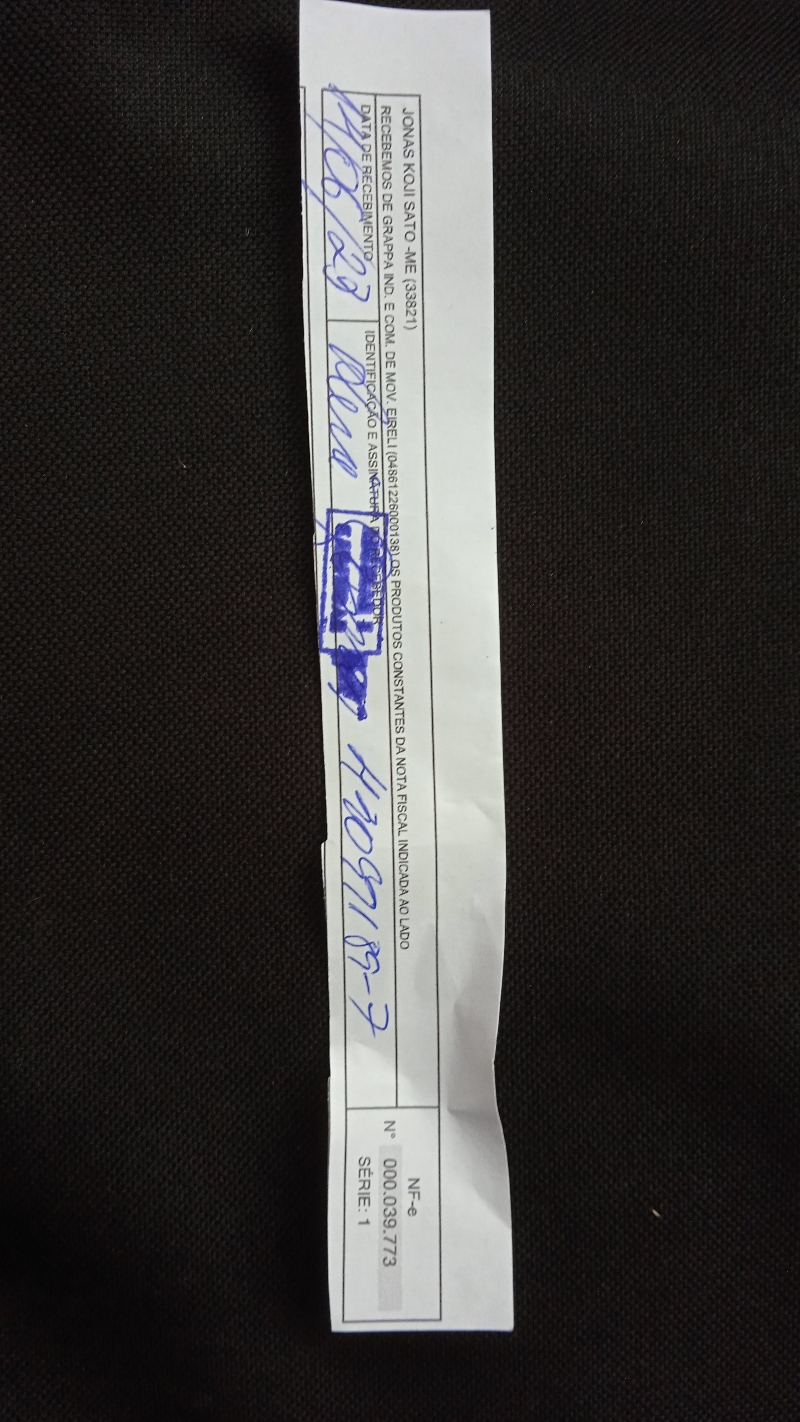 JONAS KOJI SATO -ME (33821)
RECEBEMOS DE GRAPPA IND. E COM. DE MOV. EIRELI (04861226000138) OS PRODUTOS CONSTANTES DA NOTA FISCAL INDICADA AO LADO
DATA DE RECEBIMENTO
IDENTIFICAÇÃO E ASSINATURA DO RECEBEDOR
NF-e
N° 000.039.773
SÉRIE: 1